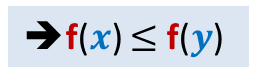 ➔ f(x) ≤ f(y)